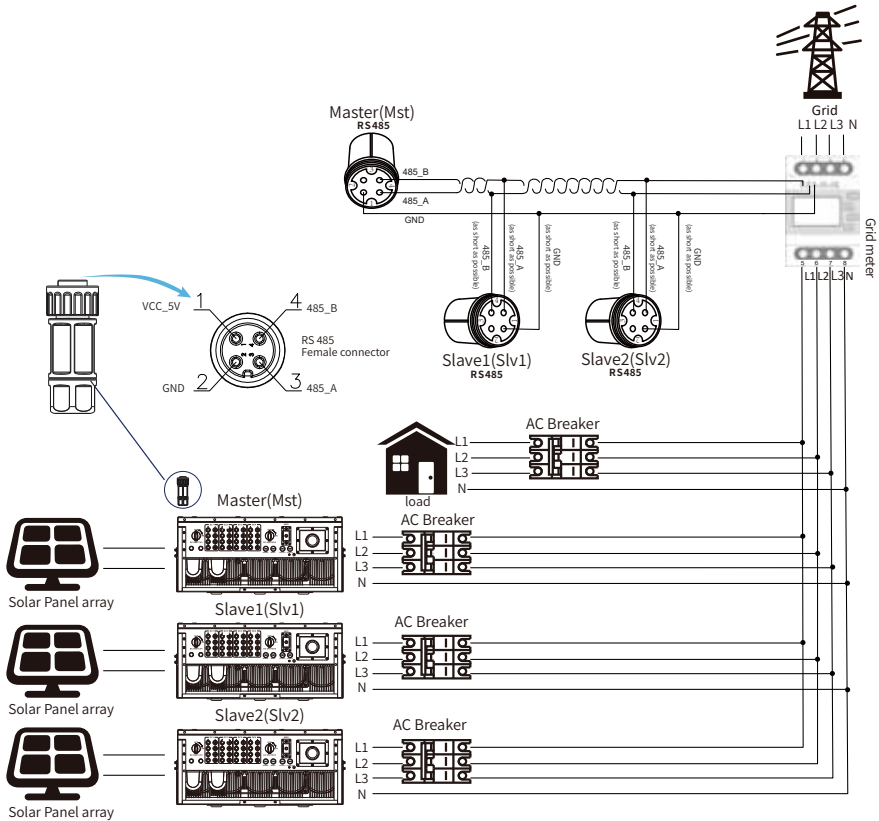 Grid
L1 L2 L3 N
Master(Mst)
RS485
485_B
485_A
GND
Grid meter
5 6 7 8
L1 L2 L3 N
485_B
(as short as possible)
485_A
(as short as possible)
GND
(as short as possible)
485_B
(as short as possible)
485_A
(as short as possible)
GND
(as short as possible)
Slave1(Slv1)
RS485
Slave2(Slv2)
RS485
VCC_5V
1
4
485_B
RS 485
Female connector
GND
2
3
485_A
AC Breaker
L1
L2
L3
N
load
Master(Mst)
AC Breaker
L1
L2
L3
N
Solar Panel array
Slave1(Slv1)
AC Breaker
L1
L2
L3
N
Solar Panel array
Slave2(Slv2)
AC Breaker
L1
L2
L3
N
Solar Panel array